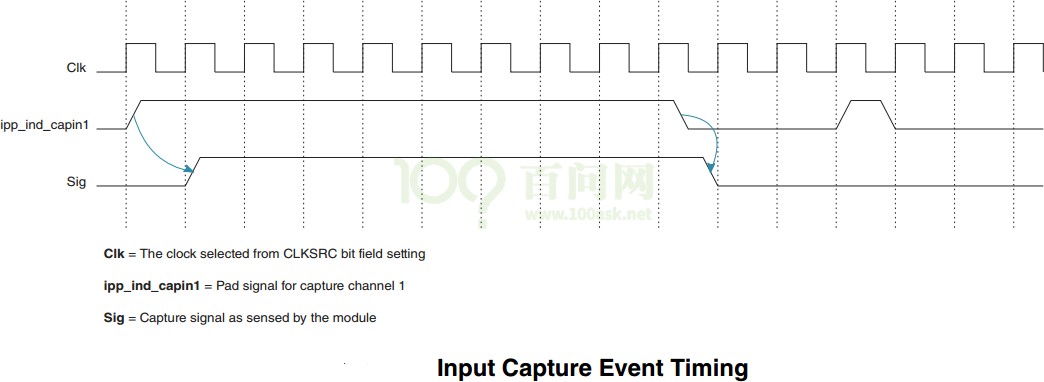 Clk
ipp_ind_capin1
Sig
100? 百问网
www.100ask.net
Clk = The clock selected from CLKSRC bit field setting
ipp_ind_capin1 = Pad signal for capture channel 1
Sig = Capture signal as sensed by the module
Input Capture Event Timing